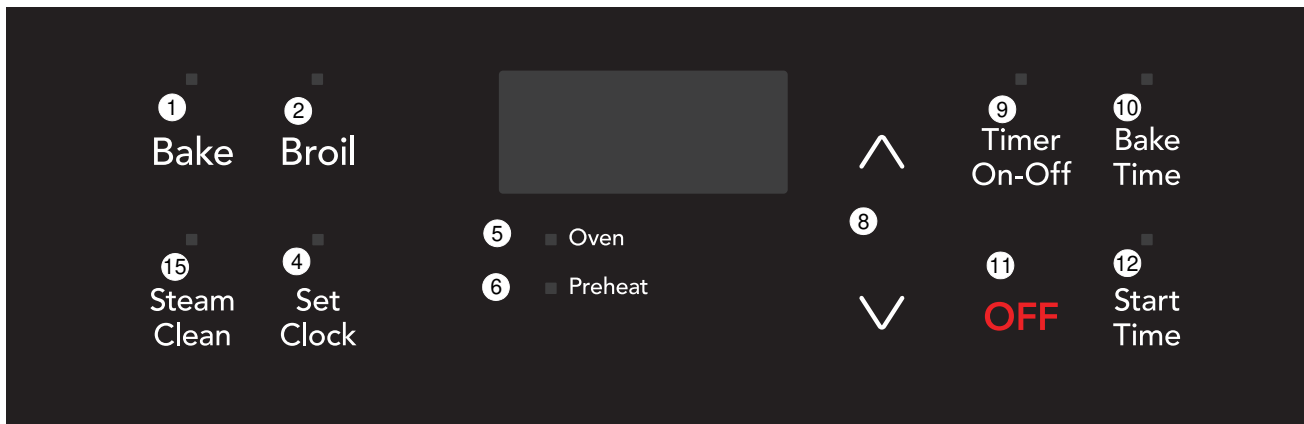 1
Bake
2
Broil
15
Steam
Clean
4
Set
Clock
5
Oven
6
Preheat
8
9
Timer
On-Off
10
Bake
Time
11
OFF
12
Start
Time